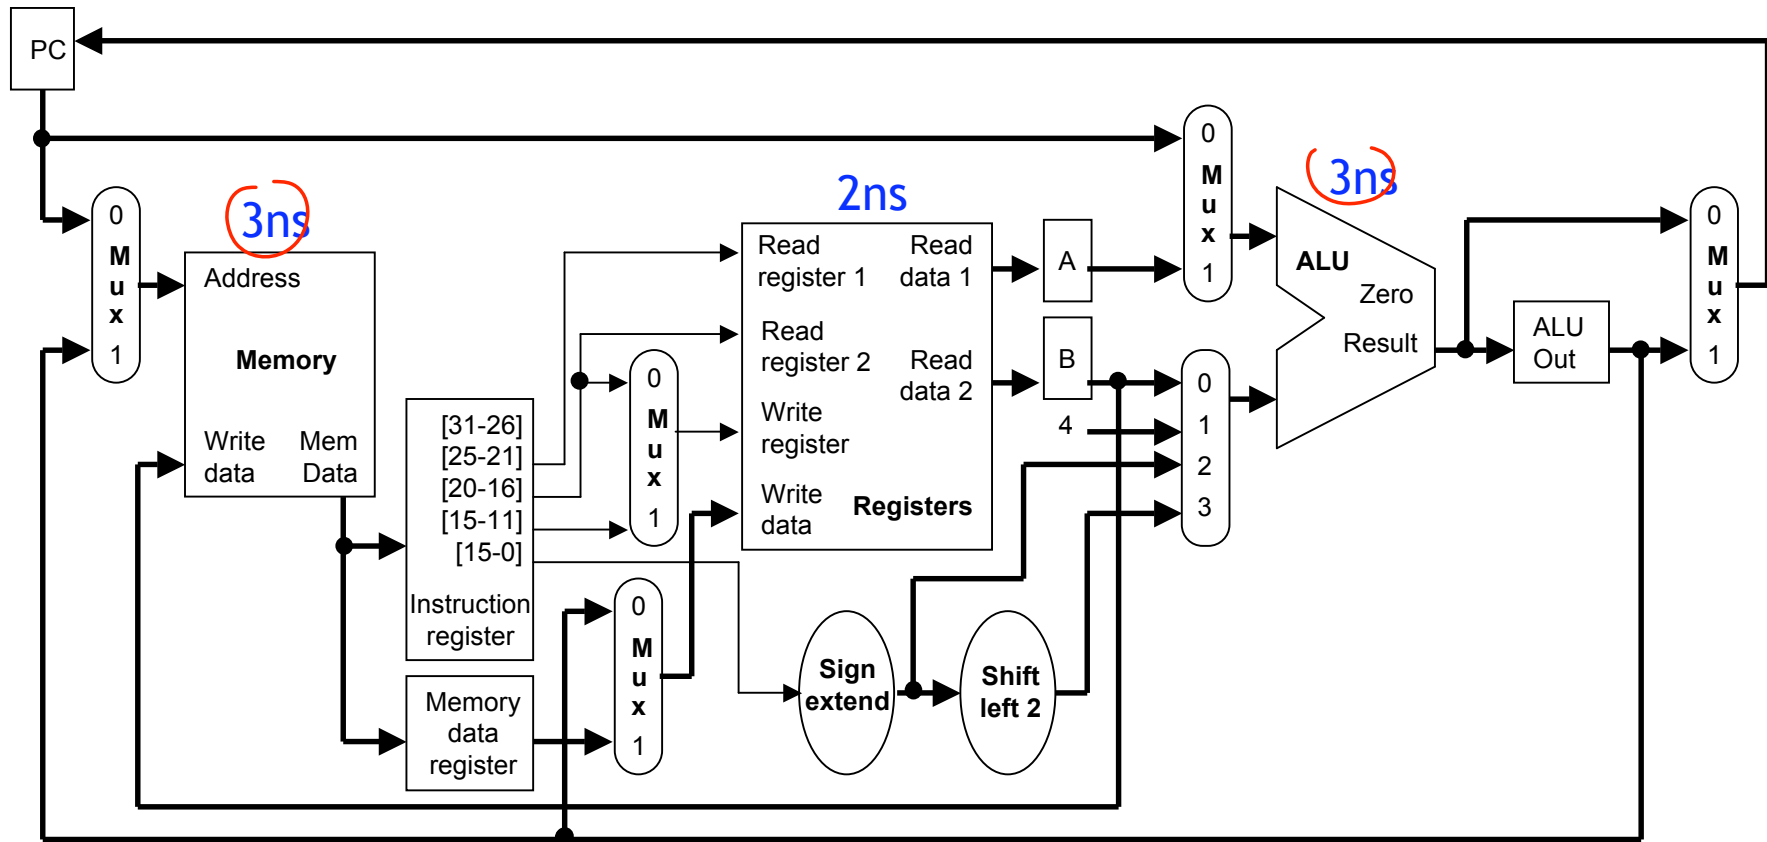 PC
0
M
u
x
1
3ns
Address
Memory
Write
data
Mem
Data
[31-26]
[25-21]
[20-16]
[15-11]
[15-0]
Instruction
register
Memory
data
register
0
M
u
x
1
0
M
u
x
1
2ns
Read
register 1
Read
data 1
Read
register 2
Read
data 2
Write
register
Write
data
Registers
Sign
extend
Shift
left 2
A
B
4
0
M
u
x
1
0
1
2
3
3ns
ALU
Zero
Result
ALU
Out
0
M
u
x
1